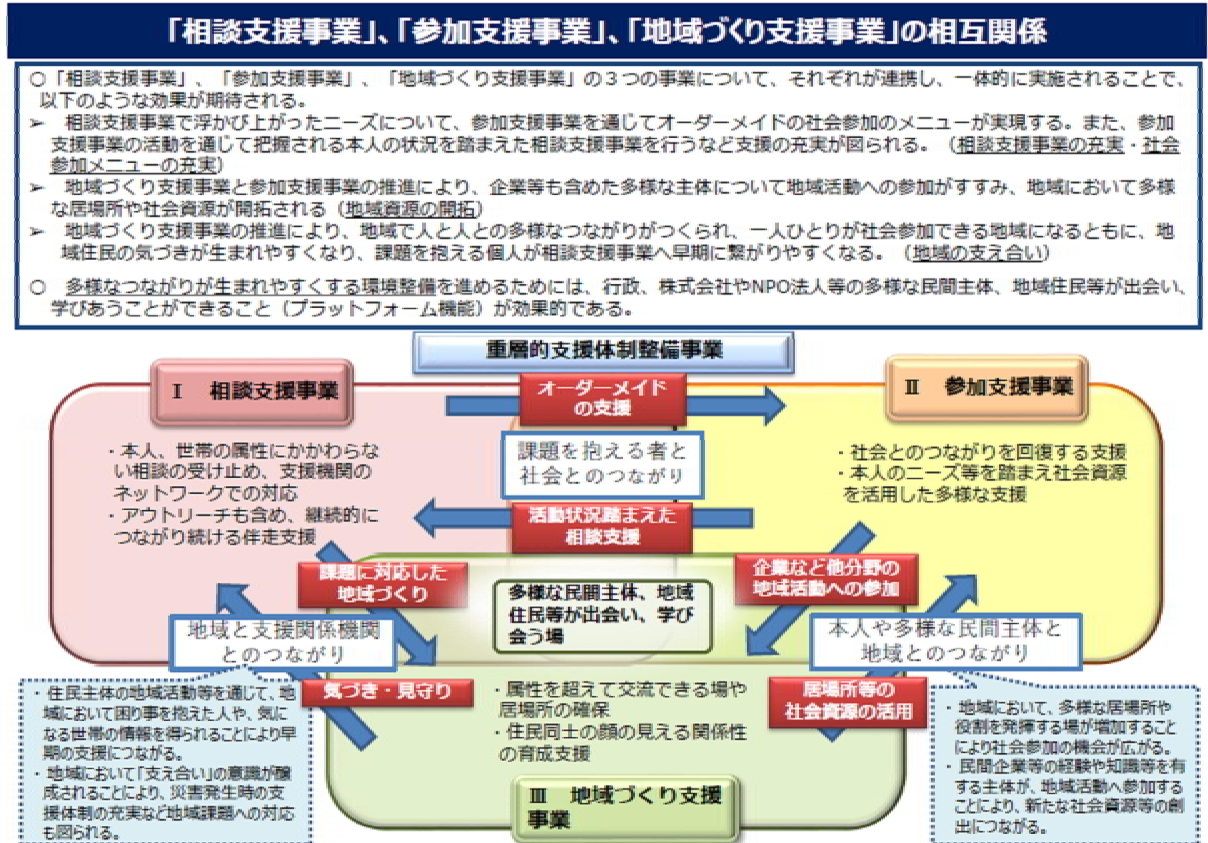 「相談支援事業」、「参加支援事業」、「地域づくり支援事業」の相互関係
○「相談支援事業」、「参加支援事業」、「地域づくり支援事業」の３つの事業について、それぞれが連携し、一体的に実施されることで、
以下のような効果が期待される。
➢ 相談支援事業で浮かび上がったニーズについて、参加支援事業を通じてオーダーメイドの社会参加のメニューが実現する。また、参加
支援事業の活動を通じて把握される本人の状況を踏まえた相談支援事業を行うなど支援の充実が図られる。（相談支援事業の充実・社会
参加メニューの充実）
➢ 地域づくり支援事業と参加支援事業の推進により、企業等も含めた多様な主体について地域活動への参加がすすみ、地域において多様
な居場所や社会資源が開拓される（地域資源の開拓）
➢ 地域づくり支援事業の推進により、地域で人と人との多様なつながりがつくられ、一人ひとりが社会参加できる地域になるともに、地
域住民の気づきが生まれやすくなり、課題を抱える個人が相談支援事業へ早期に繋がりやすくなる。（地域の支え合い）
○ 多様なつながりが生まれやすくする環境整備を進めるためには、行政、株式会社やNPO法人等の多様な民間主体、地域住民等が出会い、
学びあうことができること（プラットフォーム機能）が効果的である。
重層的支援体制整備事業
Ⅰ 相談支援事業
オーダーメイド
の支援
Ⅱ 参加支援事業
・本人、世帯の属性にかかわらな
い相談の受け止め、支援機関の
ネットワークでの対応
・アウトリーチも含め、継続的に
つながり続ける伴走支援
課題を抱える者と
社会とのつながり
・社会とのつながりを回復する支援
・本人のニーズ等を踏まえ社会資源
を活用した多様な支援
活動状況踏まえた
相談支援
課題に対応した
地域づくり
企業など他分野の
地域活動への参加
多様な民間主体、地域
住民等が出会い、学び
会う場
地域と支援関係機関
とのつながり
本人や多様な民間主体と
地域とのつながり
気づき・見守り
居場所等の
社会資源の活用
・属性を超えて交流できる場や
居場所の確保
・住民同士の顔の見える関係性
の育成支援
・住民主体の地域活動等を通じて、地
域において困り事を抱えた人や、気に
なる世帯の情報を得られることにより早
期の支援につながる。
・地域において「支え合い」の意識が醸
成されることにより、災害発生時の支
援体制の充実など地域課題への対応
も図られる。
・地域において、多様な居場所や
役割を発揮する場が増加すること
により社会参加の機会が広がる。
・民間企業等の経験や知識等を有
する主体が、地域活動へ参加する
ことにより、新たな社会資源等の創
出につながる。
Ⅲ 地域づくり支援
事業